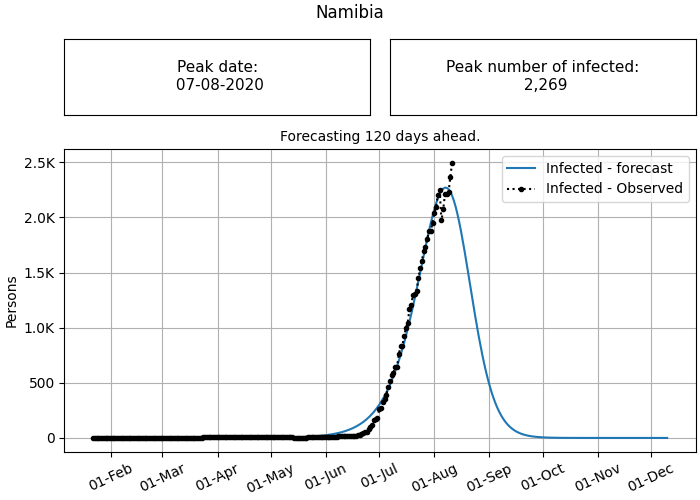 Namibia
Peak date:
07-08-2020
Peak number of infected:
2,269
Forecasting 120 days ahead.
2.5K
2.0K
1.5K
1.0K
500
0
Persons
Infected - forecast
Infected - Observed
01-Feb
01-Mar
01-Apr
01-May
01-Jun
01-Jul
01-Aug
01-Sep
01-Oct
01-Nov
01-Dec